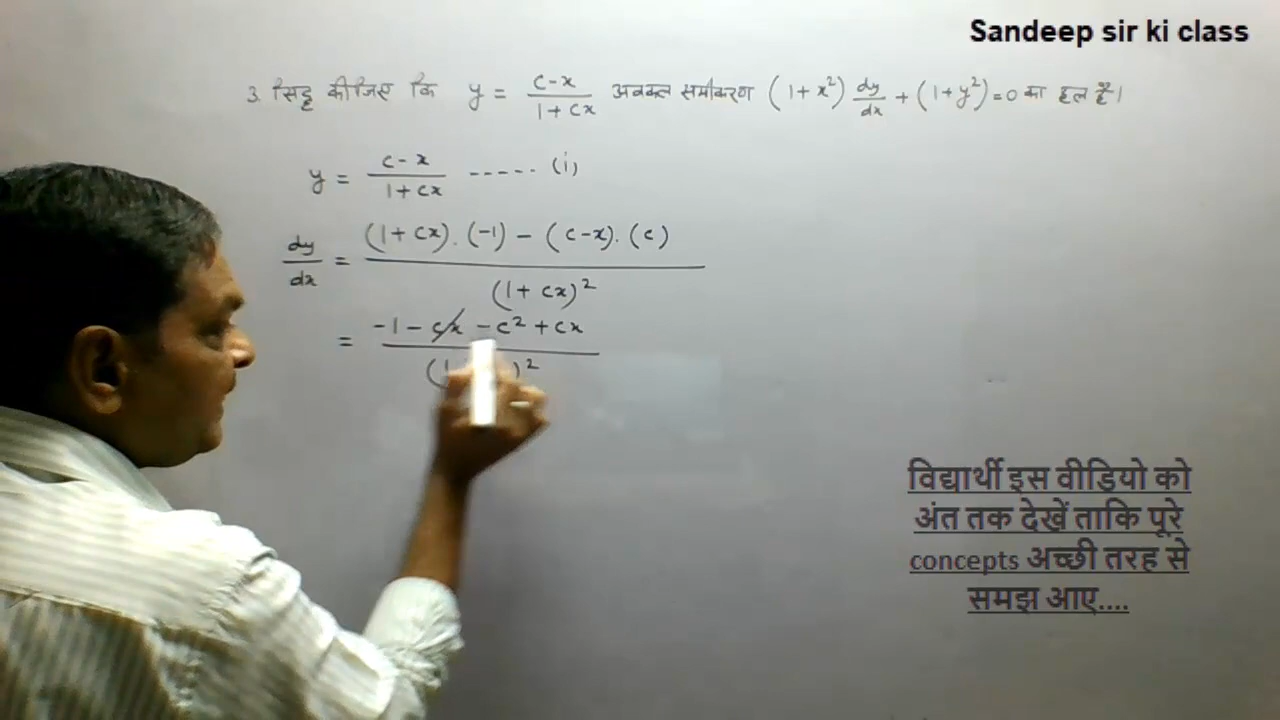 Sandeep sir ki class
3. सिद्ध कीजिए कि y = (c-x)/(1+cx) अवकल समीकरण (1+x²) dy/dx + (1+y²) = 0 का हल है।
y = (c-x)/(1+cx) ----- (i)
dy/dx = ((1+cx).(-1) - (c-x).(c))/(1+cx)²
= (-1-cx-c²+cx)/( )²
विद्यार्थी इस वीडियो को
अंत तक देखें ताकि पूरे
concepts अच्छी तरह से
समझ आए....